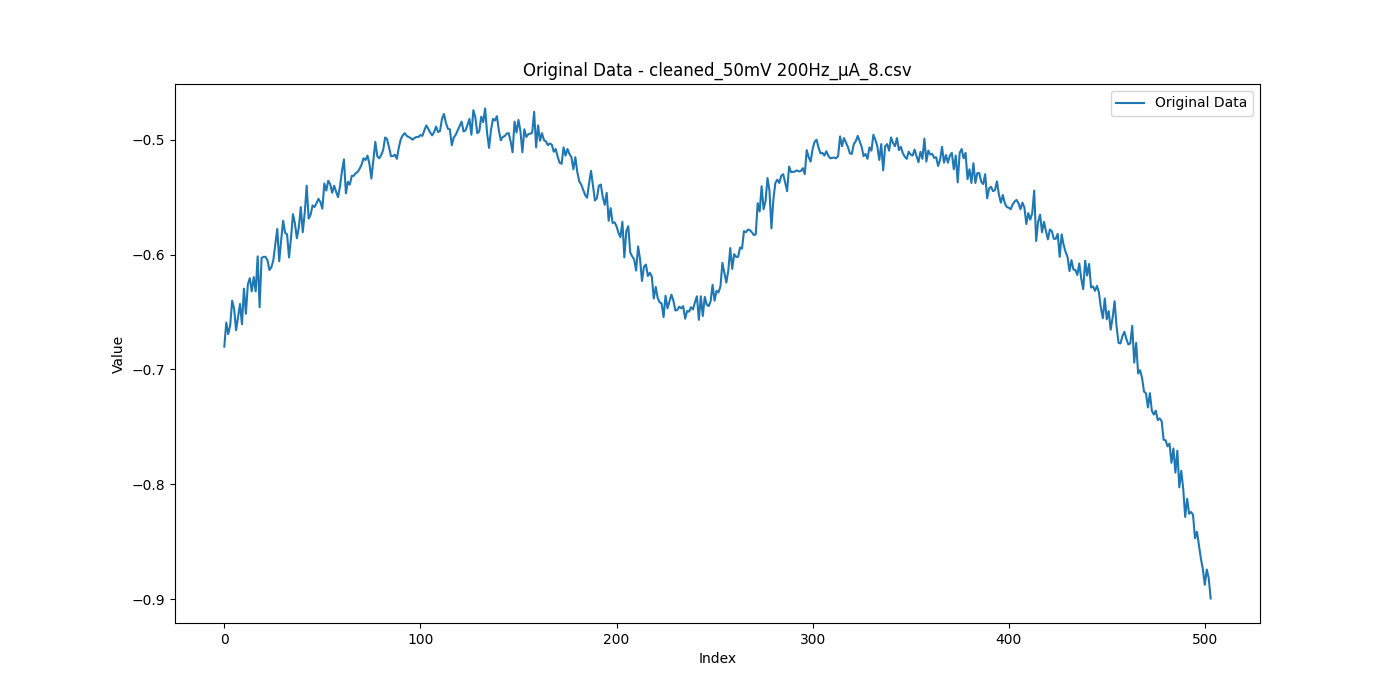 Original Data - cleaned_50mV 200Hz_µA_8.csv
Original Data
−0.5
−0.6
−0.7
−0.8
−0.9
Value
0 100 200 300 400 500
Index